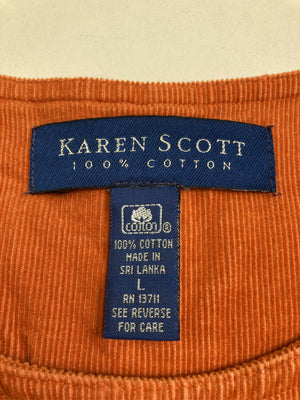 KAREN SCOTT
100% COTTON
cotton ®
100% COTTON
MADE IN
SRI LANKA
L
RN 13711
SEE REVERSE
FOR CARE